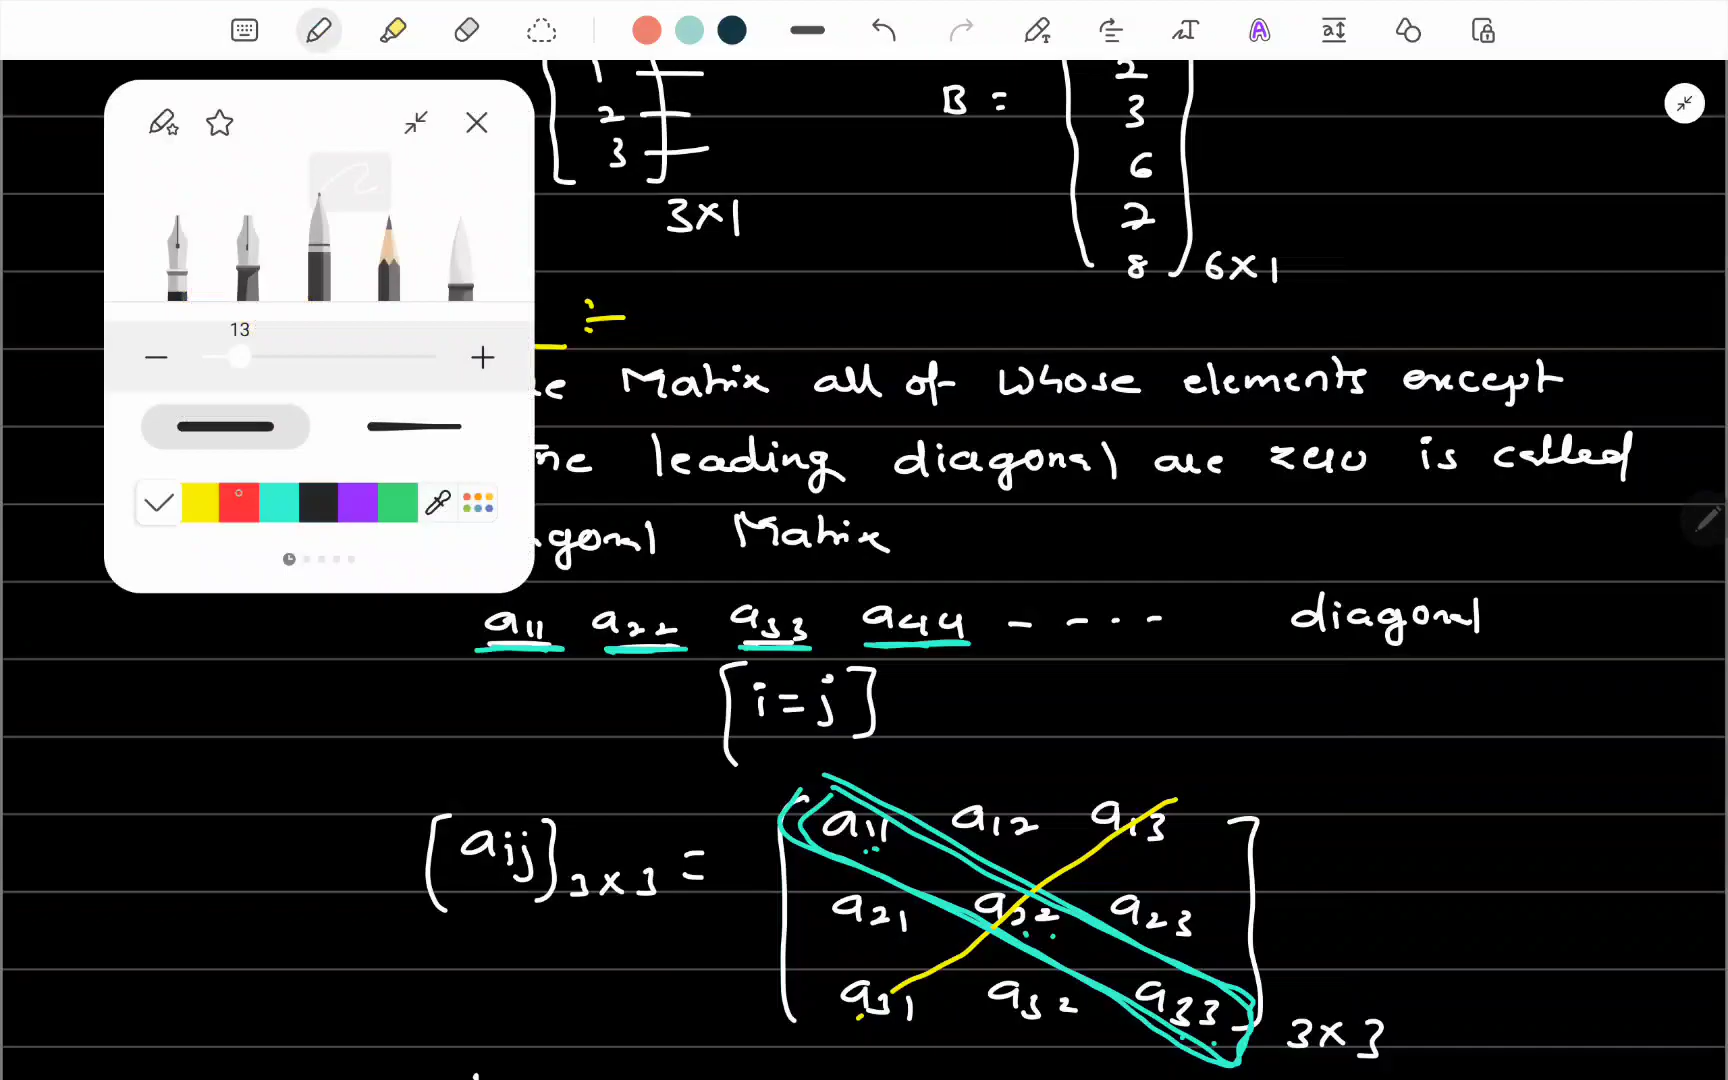 13
1
2
3
3×1
B =
2
3
6
2
8
6×1
:-
Matrix all of whose elements except
leading diagonal are zero is called
gonal Matrix
a11 a22 a33 a44 - - - - diagonal
[i=j]
[aij]3×3 =
a11 a12 a13
a21 a22 a23
a31 a32 a33
3×3